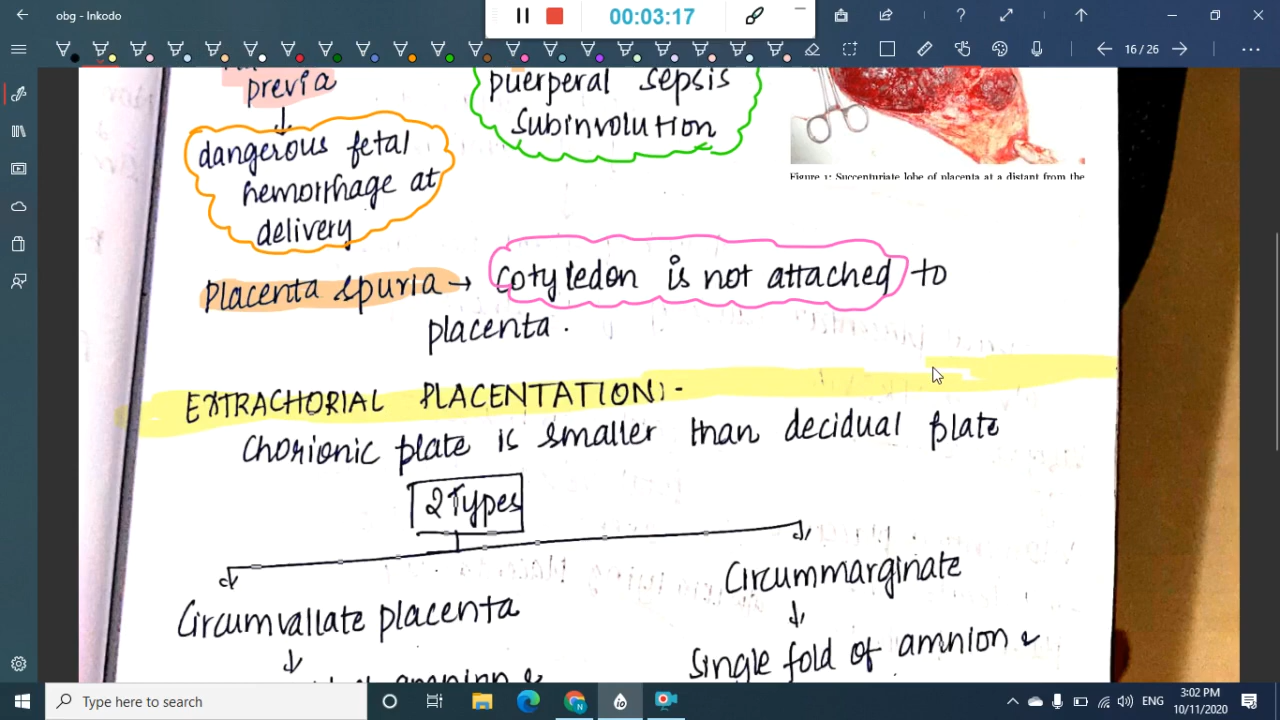 obg - Inkodo
00:03:17
16 / 26
previa
dangerous fetal
hemorrhage at
delivery
puerperal sepsis
subinvolution
Figure 1: Succenturiate lobe of placenta at a distant from the
Placenta spuria → cotyledon is not attached to
placenta.
EXTRACHORIAL PLACENTATION:-
Chorionic plate is smaller than decidual plate
2 Types
Circumvallate placenta
Circummarginate
Single fold of amnion &
amnion &
Type here to search
ENG
3:02 PM
10/11/2020